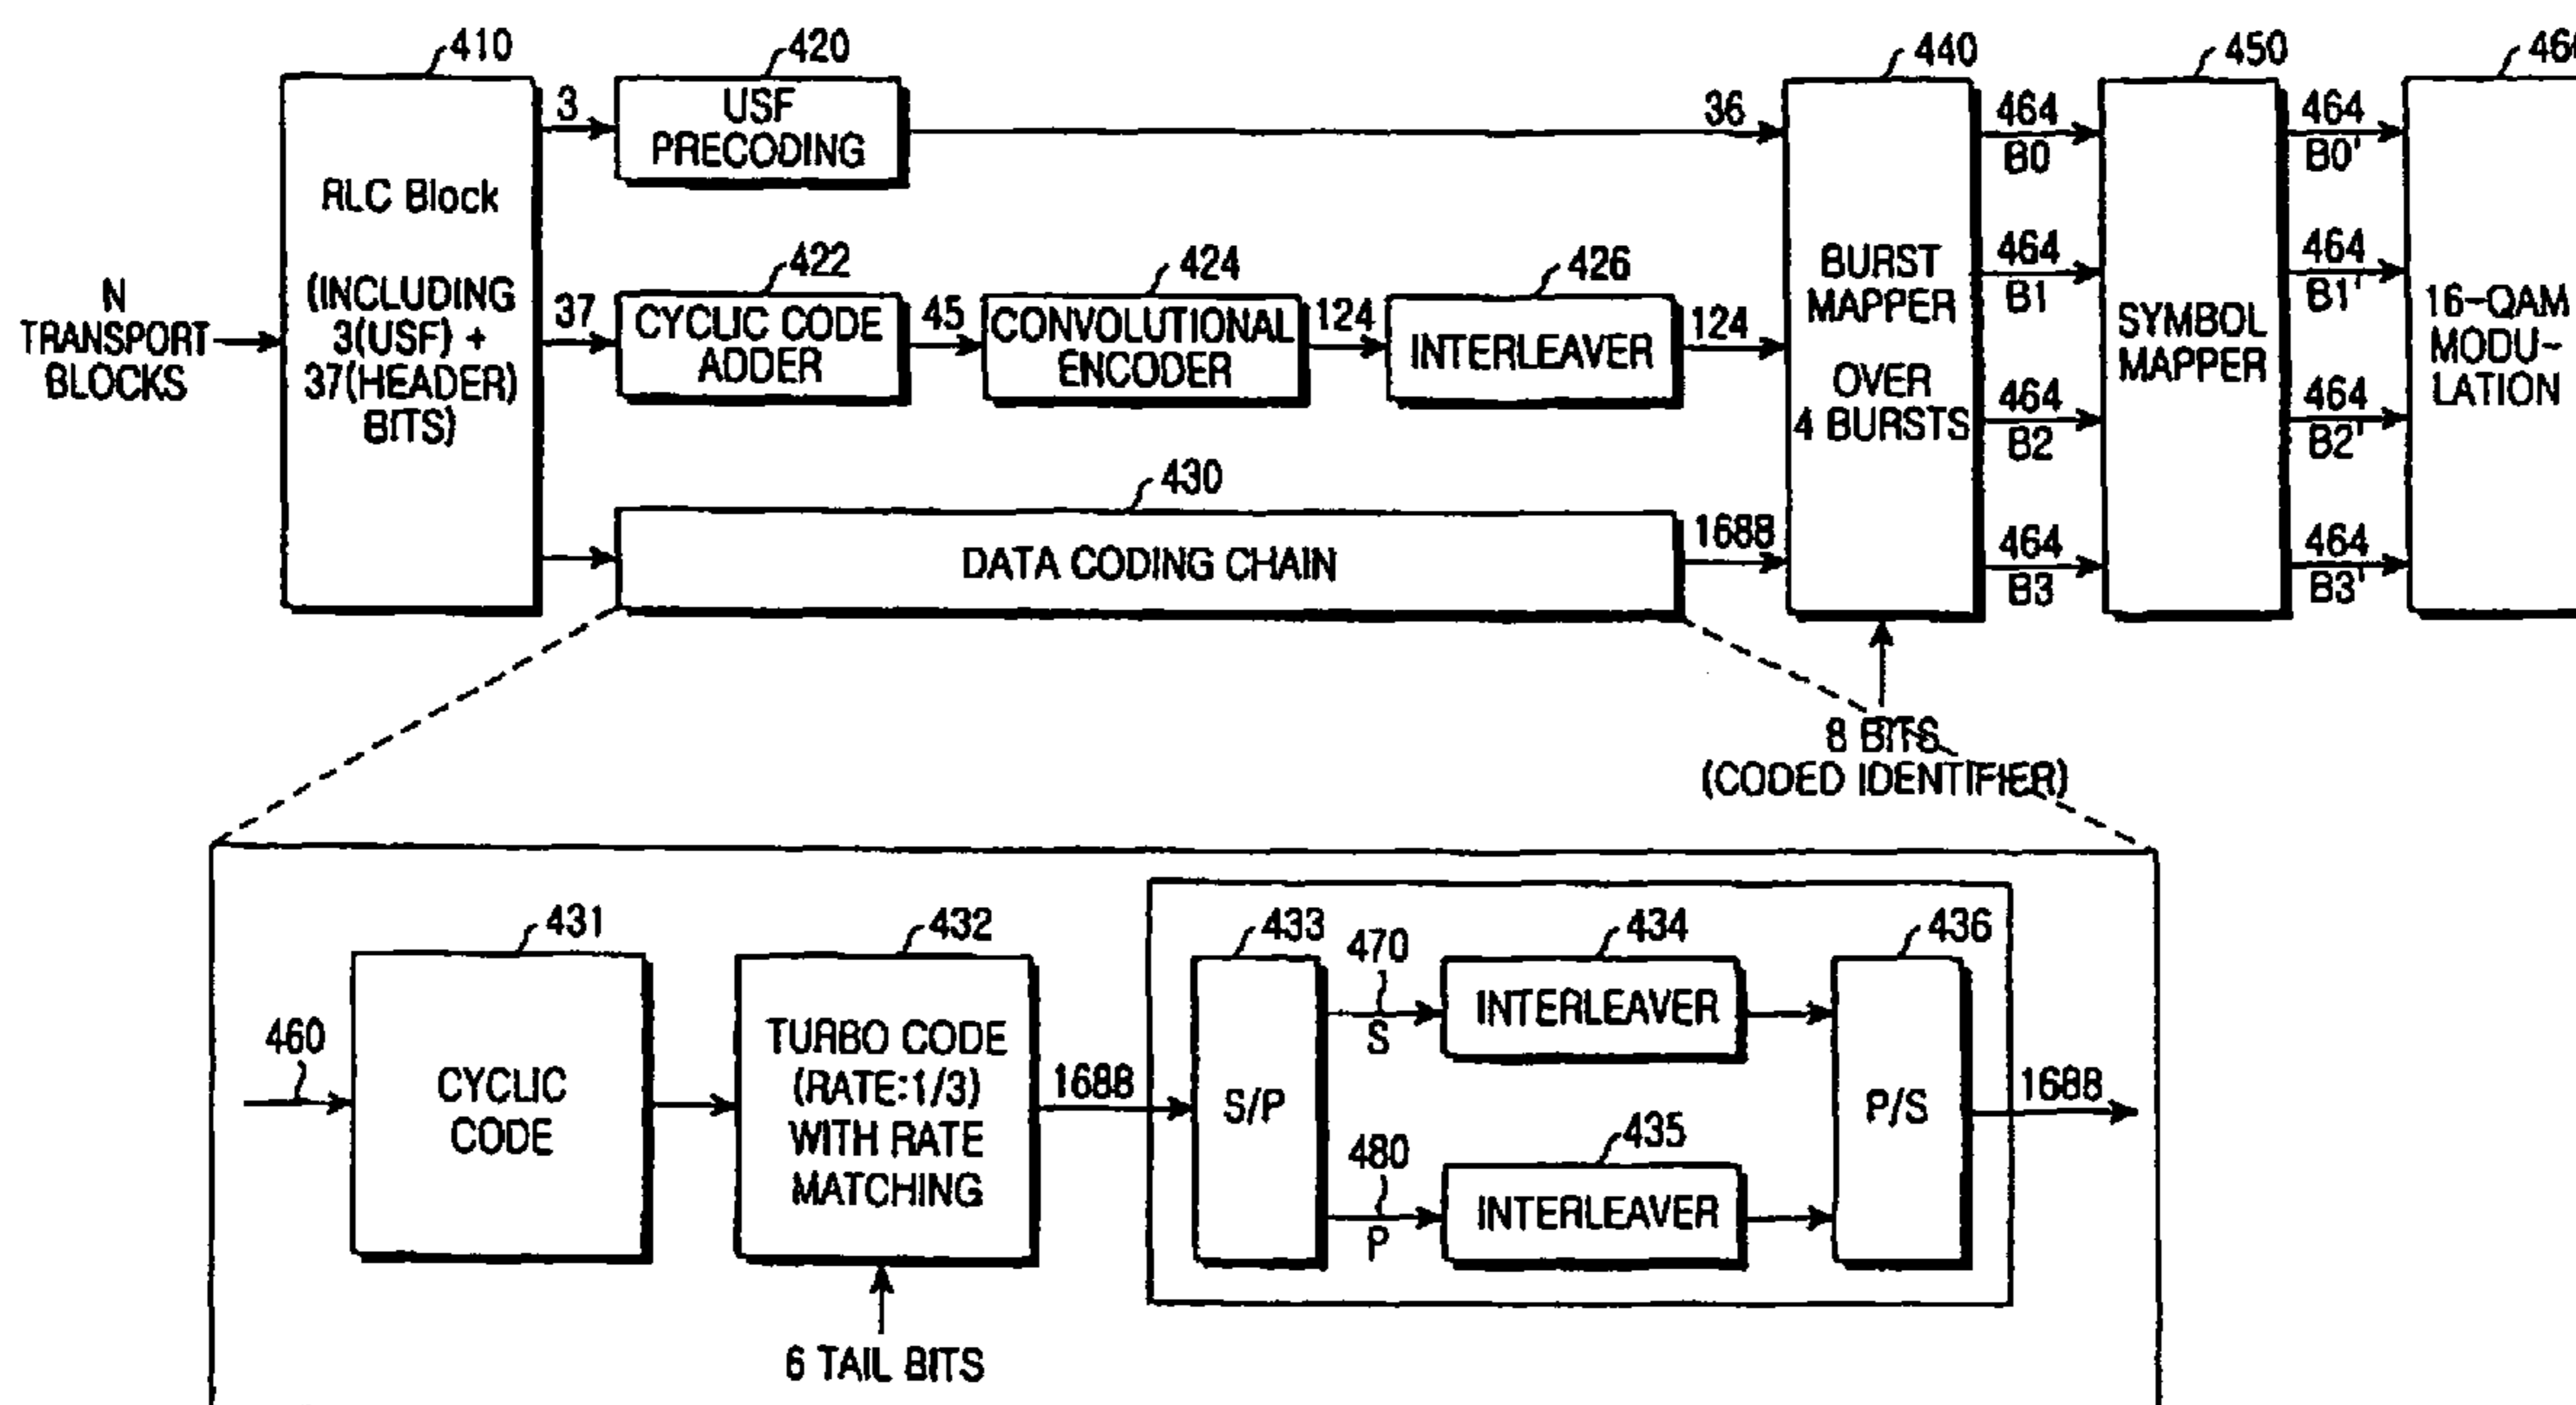 410
420
440
450
460
3
USF
PRECODING
36
464
B0
464
B0'
RLC Block
(INCLUDING
3(USF) +
37(HEADER)
BITS)
N
TRANSPORT
BLOCKS
422
424
426
37
CYCLIC CODE
ADDER
45
CONVOLUTIONAL
ENCODER
124
INTERLEAVER
124
BURST
MAPPER
OVER
4 BURSTS
464
B1
SYMBOL
MAPPER
464
B1'
16-QAM
MODU-
LATION
464
B2
464
B2'
430
DATA CODING CHAIN
1688
464
B3
464
B3'
8 BITS
(CODED IDENTIFIER)
431
432
433
470
434
436
460
CYCLIC
CODE
TURBO CODE
(RATE:1/3)
WITH RATE
MATCHING
1688
S/P
S
INTERLEAVER
P/S
1688
480
P
435
INTERLEAVER
6 TAIL BITS